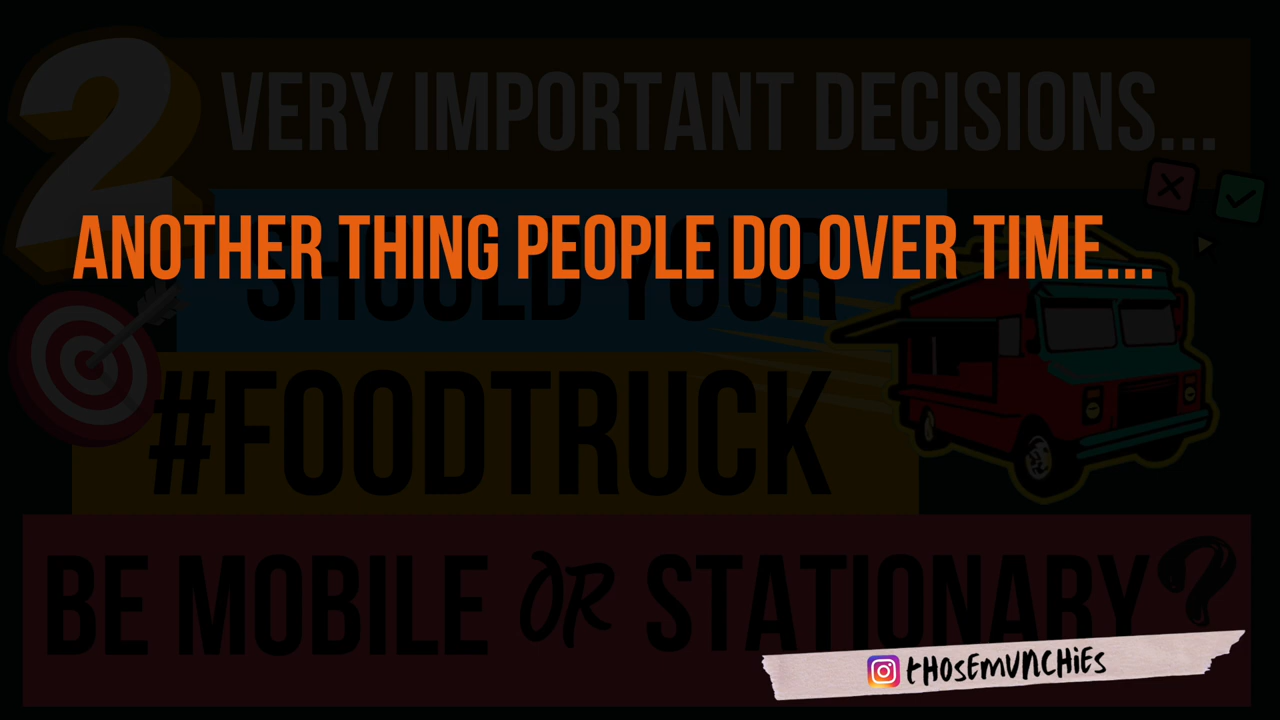 2 VERY IMPORTANT DECISIONS...
ANOTHER THING PEOPLE DO OVER TIME...
SHOULD YOUR
#FOODTRUCK
BE MOBILE OR STATIONARY?
tHOSEMUNCHiES